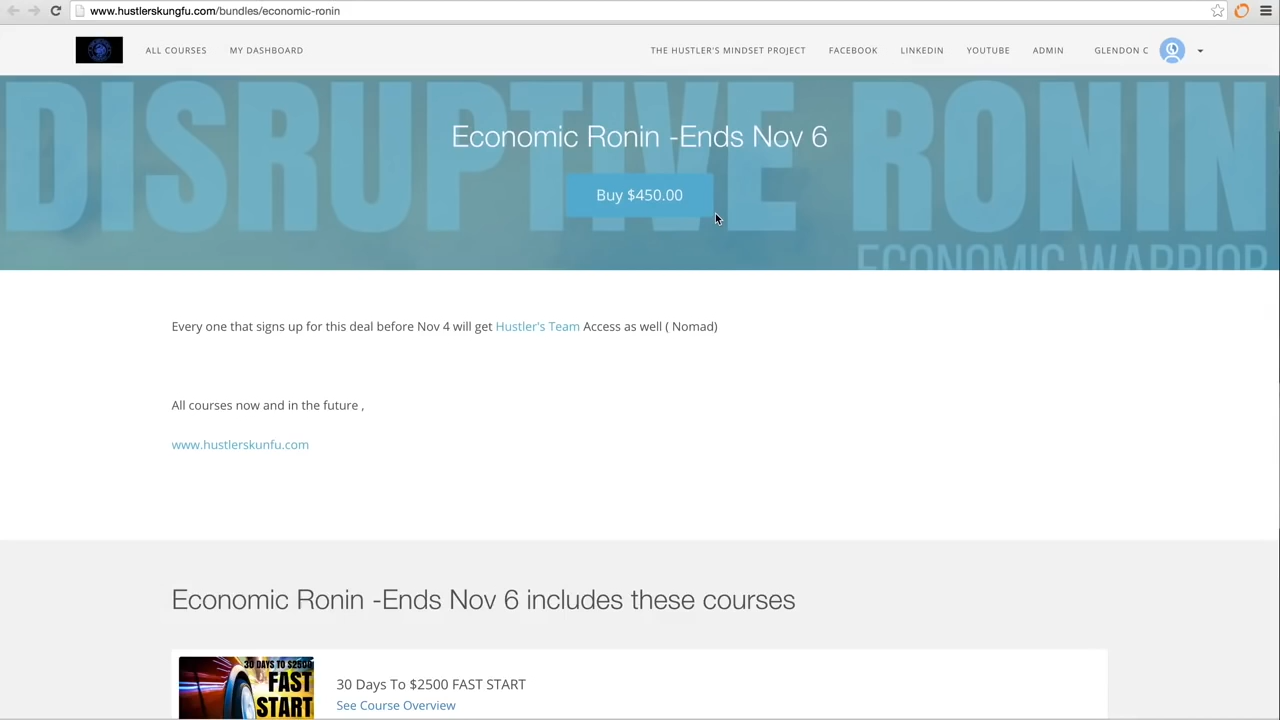 www.hustlerskungfu.com/bundles/economic-ronin
ALL COURSES MY DASHBOARD THE HUSTLER'S MINDSET PROJECT FACEBOOK LINKEDIN YOUTUBE ADMIN GLENDON C
DISRUPTIVE RONIN
Economic Ronin -Ends Nov 6
Buy $450.00
ECONOMIC WARRIOR
Every one that signs up for this deal before Nov 4 will get Hustler's Team Access as well ( Nomad)
All courses now and in the future ,
www.hustlerskunfu.com
Economic Ronin -Ends Nov 6 includes these courses
30 DAYS TO $2500
FAST
START
30 Days To $2500 FAST START
See Course Overview